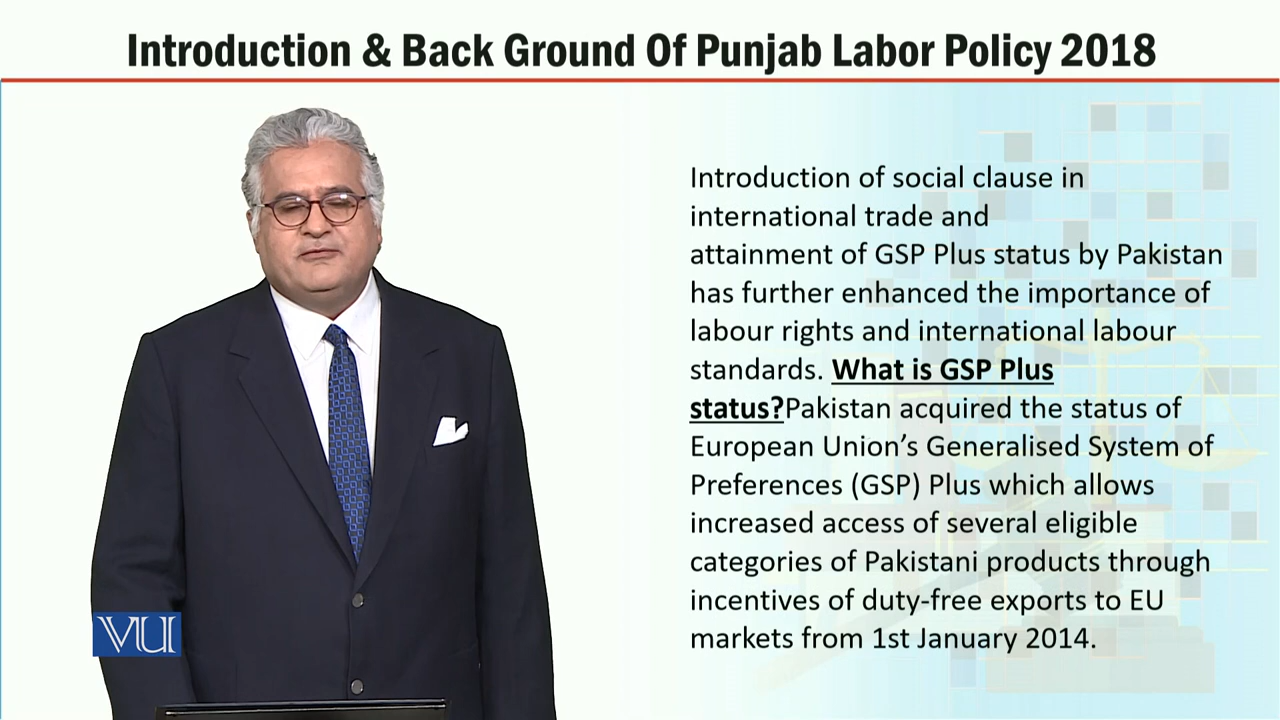 Introduction & Back Ground Of Punjab Labor Policy 2018
Introduction of social clause in
international trade and
attainment of GSP Plus status by Pakistan
has further enhanced the importance of
labour rights and international labour
standards. What is GSP Plus
status?Pakistan acquired the status of
European Union’s Generalised System of
Preferences (GSP) Plus which allows
increased access of several eligible
categories of Pakistani products through
incentives of duty-free exports to EU
markets from 1st January 2014.
VU